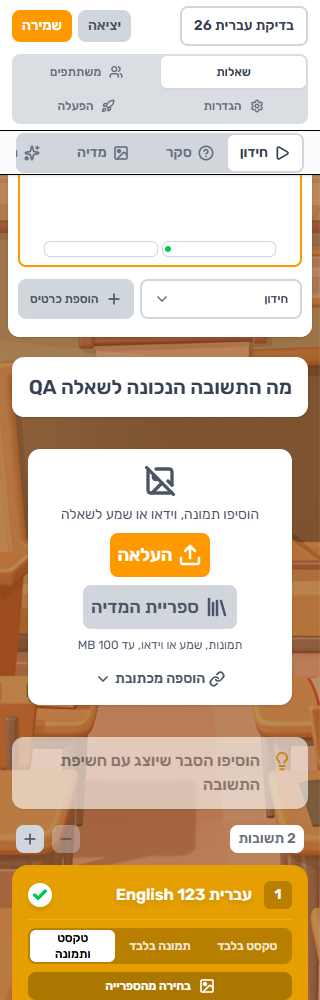 בדיקת עברית 26
יציאה
שמירה
שאלות
משתתפים
הגדרות
הפעלה
חידון
סקר
מדיה
חידון
הוספת כרטיס
מה התשובה הנכונה לשאלה QA
הוסיפו תמונה, וידאו או שמע לשאלה
העלאה
ספריית המדיה
תמונות, שמע או וידאו, עד 100 MB
הוספה מכתובת
הוסיפו הסבר שיוצג עם חשיפת
התשובה
2 תשובות
1
עברית 123 English
טקסט בלבד
תמונה בלבד
טקסט
ותמונה
בחירה מהספרייה